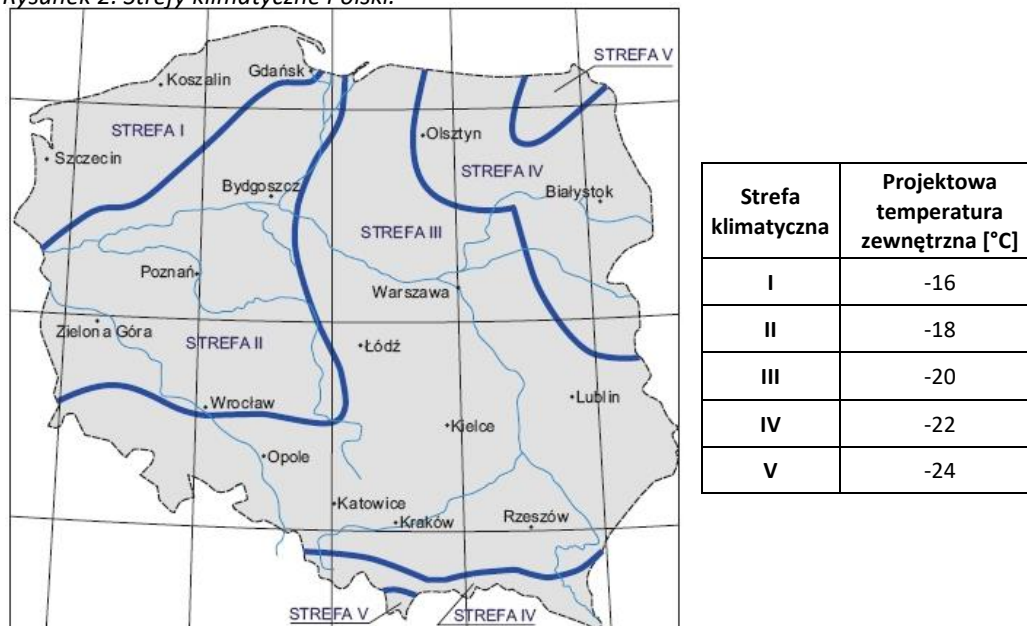 Rysunek 2. Strefy klimatyczne Polski.
STREFA V
Gdańsk
Koszalin
STREFA I
Olsztyn
Szczecin
STREFA IV
Bydgoszcz
Białystok
STREFA III
Poznań
Warszawa
Zielona Góra
STREFA II
Łódź
Wrocław
Lublin
Kielce
Opole
Katowice
Kraków
Rzeszów
STREFA V
STREFA IV
Strefa klimatyczna
Projektowa temperatura zewnętrzna [°C]
I -16
II -18
III -20
IV -22
V -24